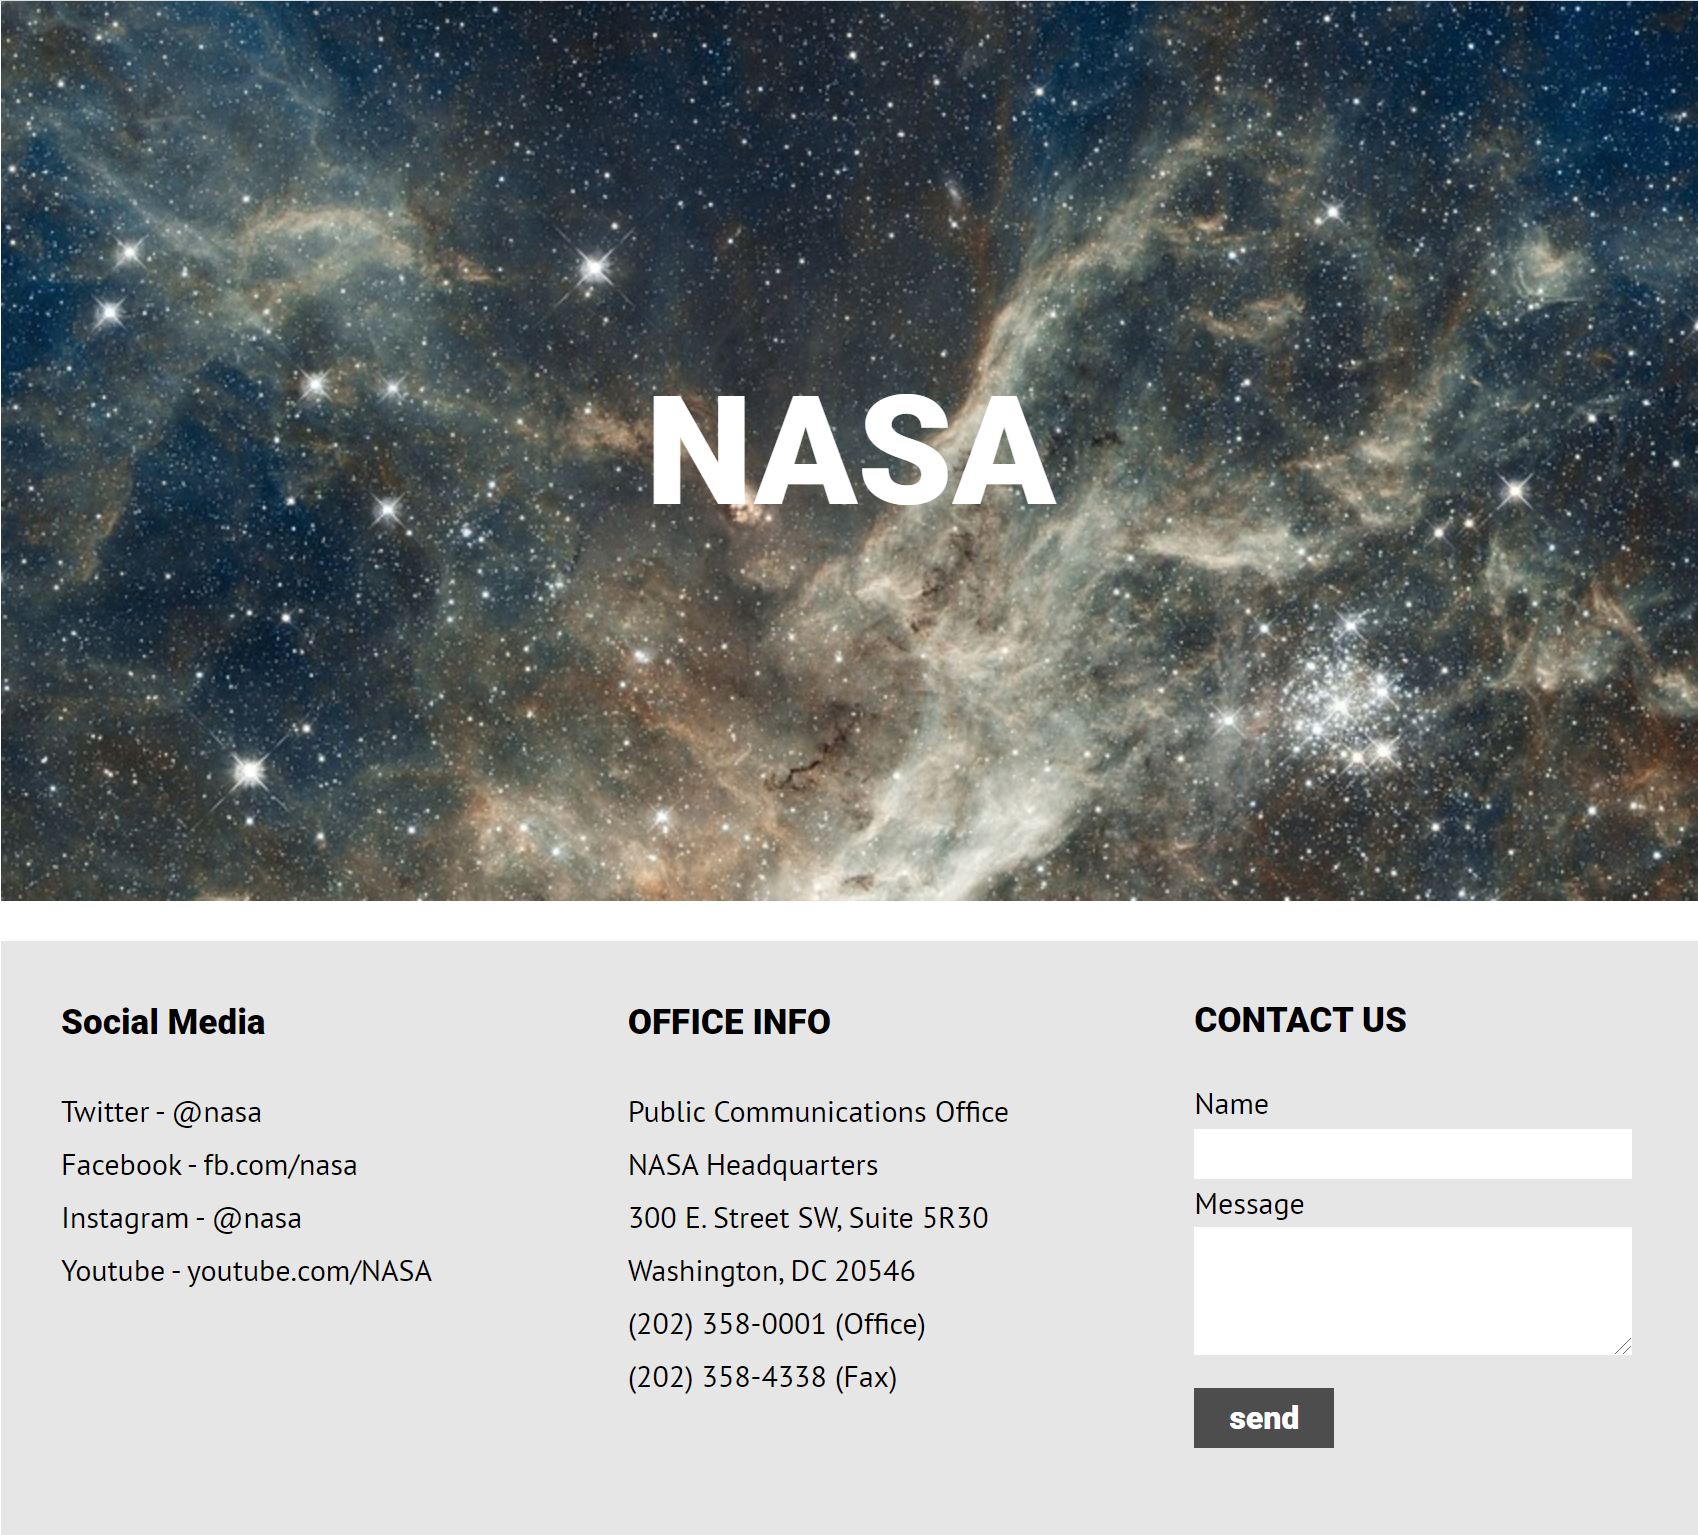 NASA
Social Media
Twitter - @nasa
Facebook - fb.com/nasa
Instagram - @nasa
Youtube - youtube.com/NASA
OFFICE INFO
Public Communications Office
NASA Headquarters
300 E. Street SW, Suite 5R30
Washington, DC 20546
(202) 358-0001 (Office)
(202) 358-4338 (Fax)
CONTACT US
Name
Message
send